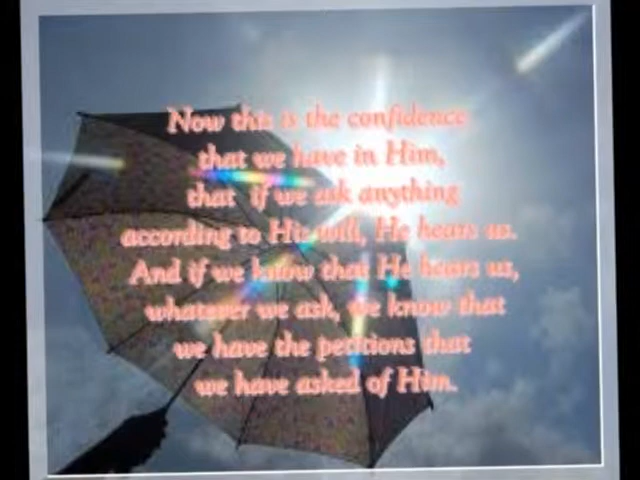 Now this is the confidence
that we have in Him,
that if we ask anything
according to His will, He hears us.
And if we know that He hears us,
whatever we ask, we know that
we have the petitions that
we have asked of Him.